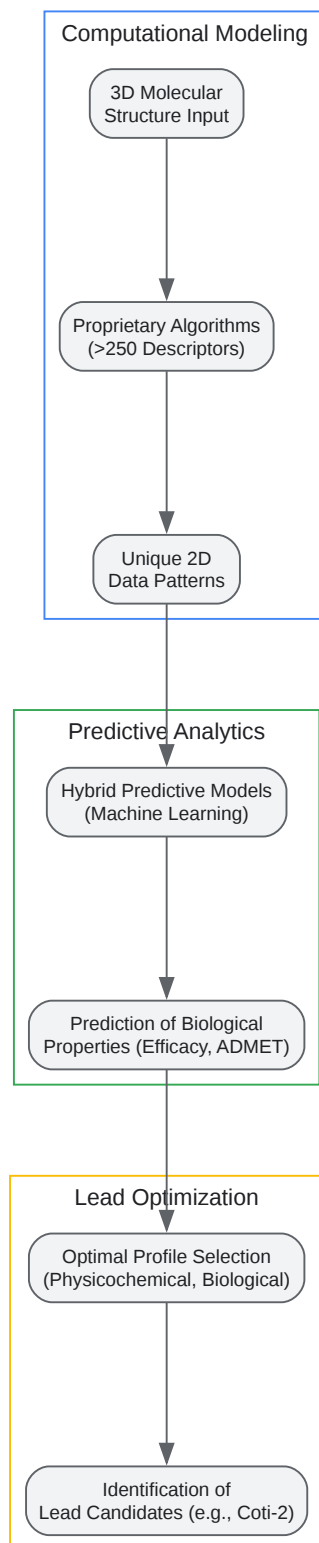 Computational Modeling
3D Molecular
Structure Input
Proprietary Algorithms
(>250 Descriptors)
Unique 2D
Data Patterns
Predictive Analytics
Hybrid Predictive Models
(Machine Learning)
Prediction of Biological
Properties (Efficacy, ADMET)
Lead Optimization
Optimal Profile Selection
(Physicochemical, Biological)
Identification of
Lead Candidates (e.g., Coti-2)